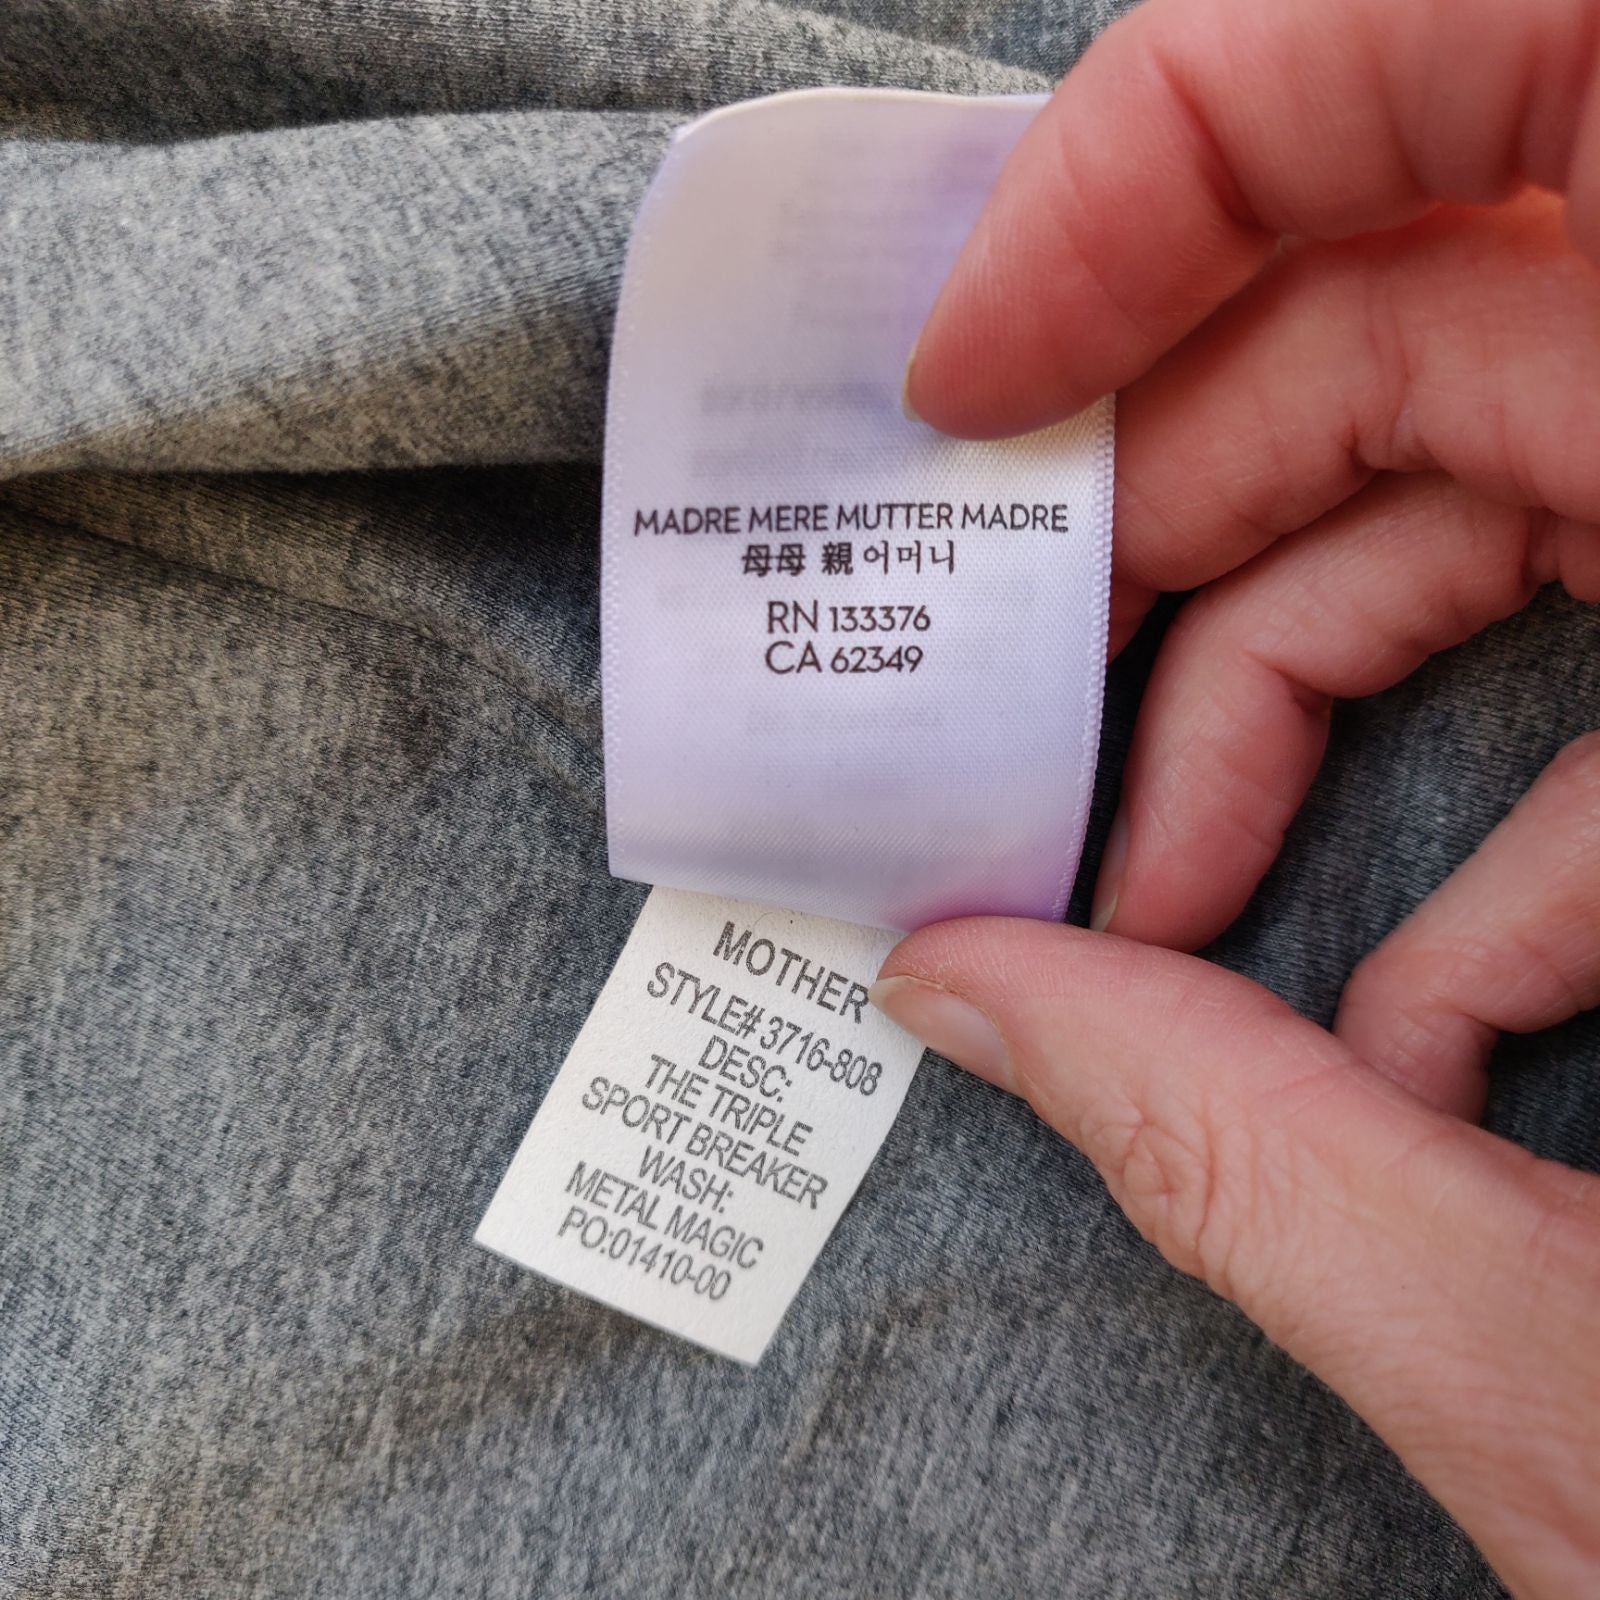 MADRE MERE MUTTER MADRE
母母 親 어머니
RN 133376
CA 62349
MOTHER
STYLE# 3716-808
DESC:
THE TRIPLE
SPORT BREAKER
WASH:
METAL MAGIC
PO:01410-00